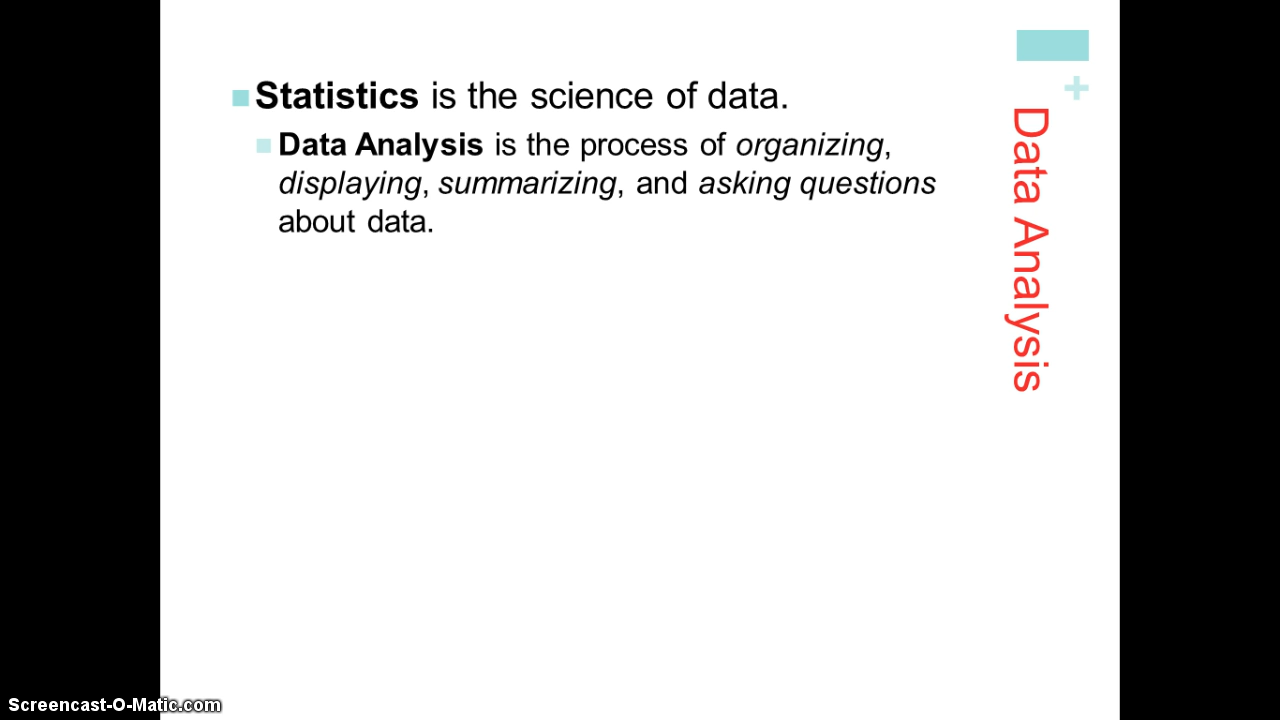 Statistics is the science of data.
Data Analysis is the process of organizing,
displaying, summarizing, and asking questions
about data.
+
Data Analysis
Screencast-O-Matic.com